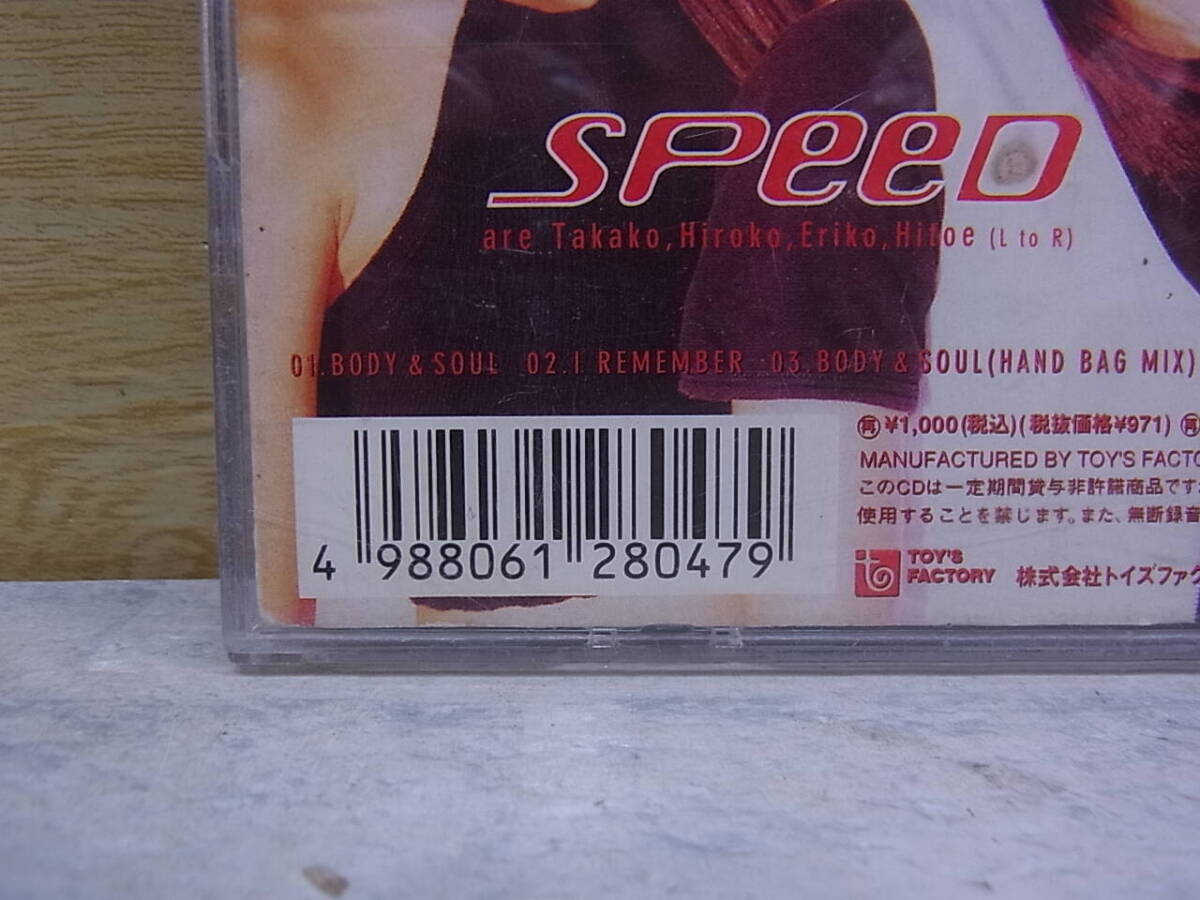 SPEED
are Takako,Hiroko,Eriko,Hitoe (L to R)
01.BODY & SOUL 02.I REMEMBER 03.BODY & SOUL(HAND BAG MIX)
㋿¥1,000(税込)(税抜価格¥971)
MANUFACTURED BY TOY'S FACTO
このCDは一定期間貸与非許諾商品です
使用することを禁じます。また、無断録音
TOY'S
FACTORY 株式会社トイズファク
4 988061 280479